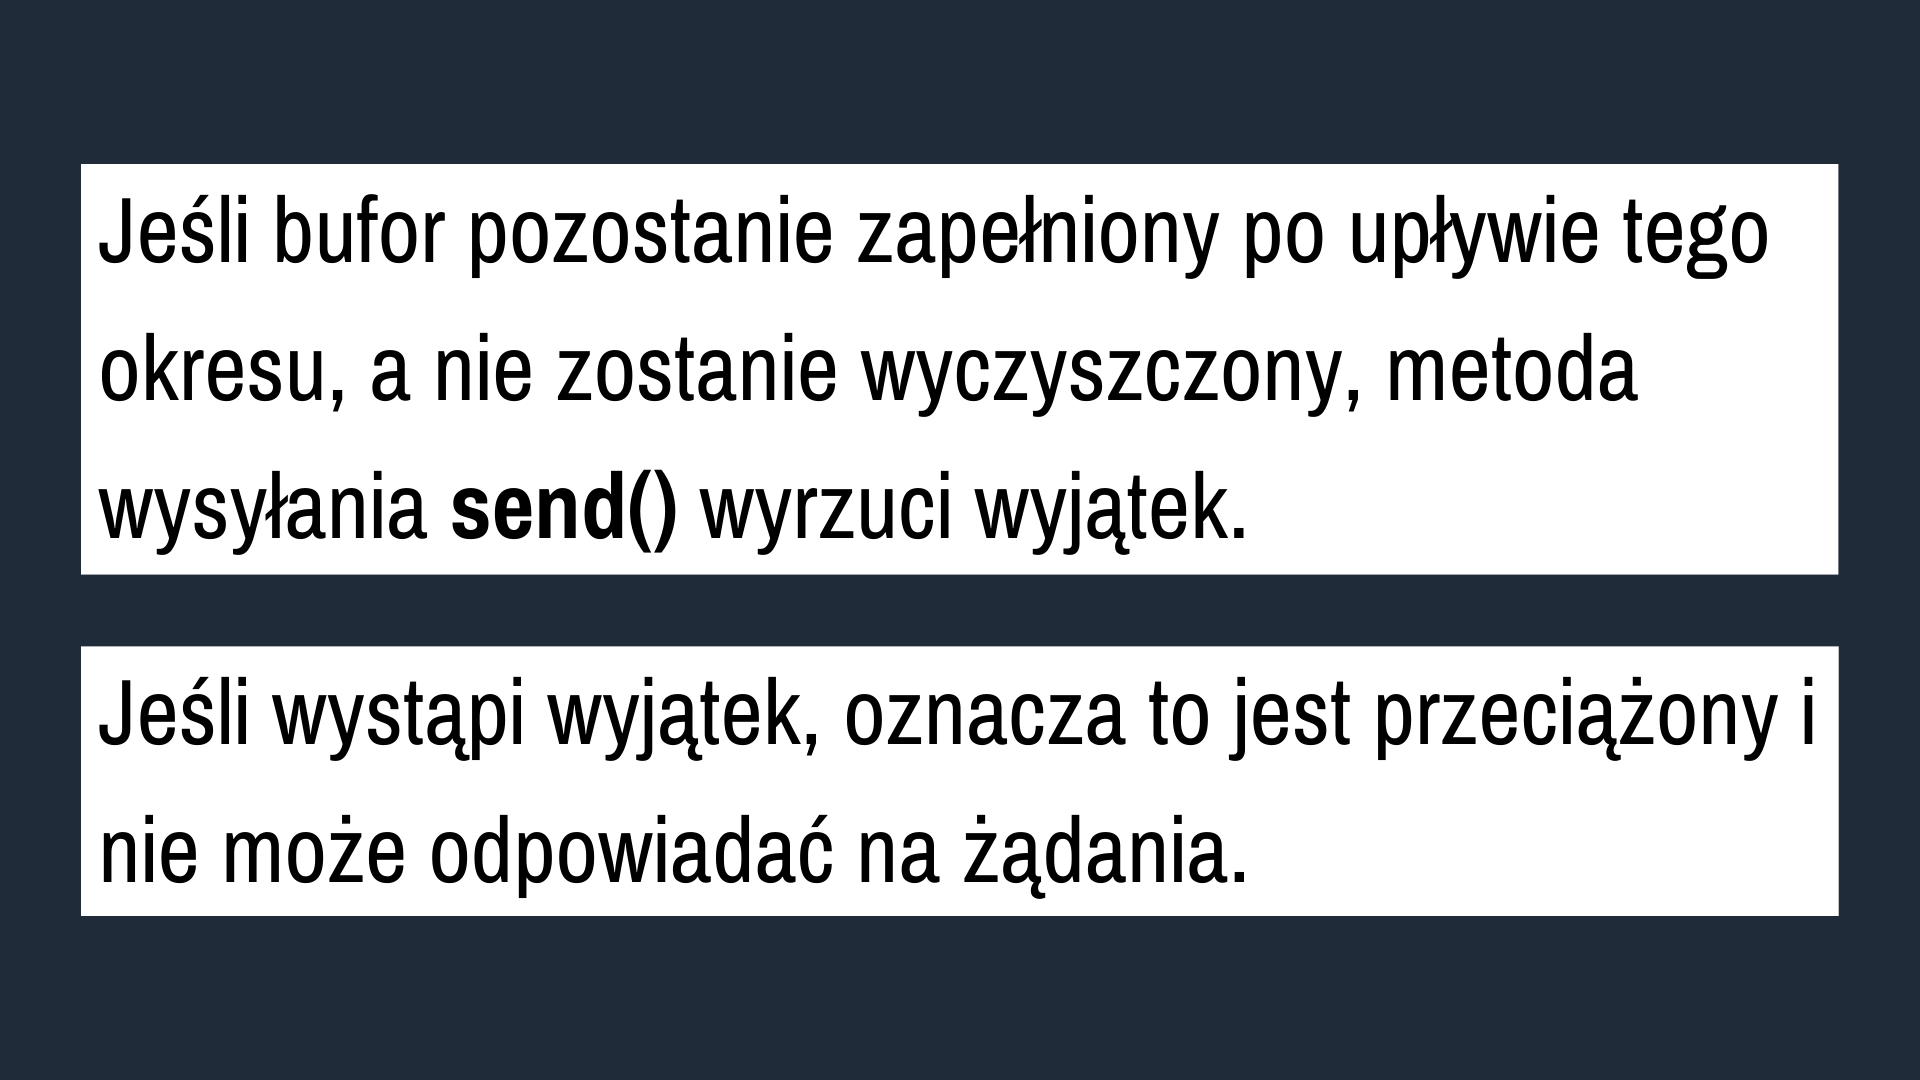 Jeśli bufor pozostanie zapełniony po upływie tego
okresu, a nie zostanie wyczyszczony, metoda
wysyłania send() wyrzuci wyjątek.
Jeśli wystąpi wyjątek, oznacza to jest przeciążony i
nie może odpowiadać na żądania.